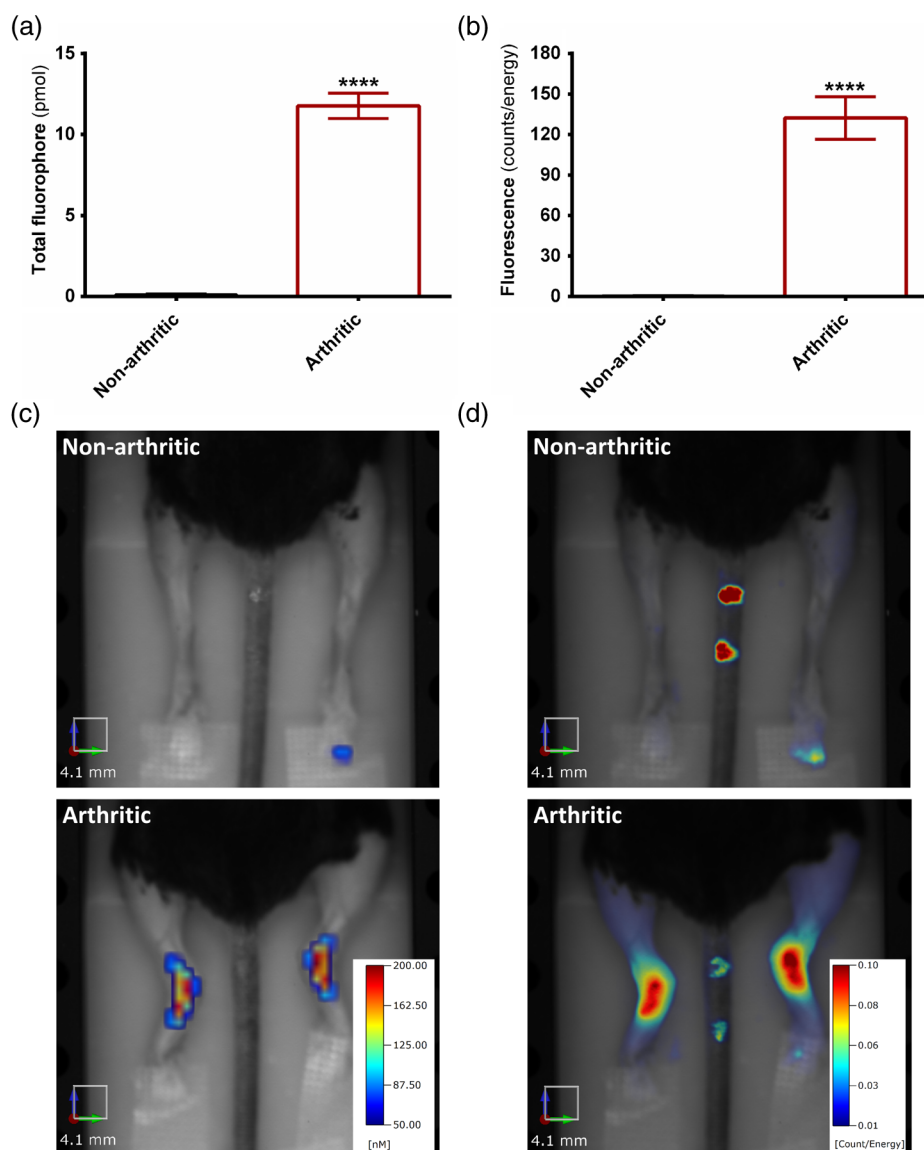 (a)
15
10
5
0
Total fluorophore (pmol)
****
Non-arthritic
Arthritic
(b)
180
150
120
90
60
30
0
Fluorescence (counts/energy)
****
Non-arthritic
Arthritic
(c)
Non-arthritic
4.1 mm
Arthritic
4.1 mm
200.00
162.50
125.00
87.50
50.00
[nM]
(d)
Non-arthritic
4.1 mm
Arthritic
4.1 mm
0.10
0.08
0.06
0.03
0.01
[Count/Energy]